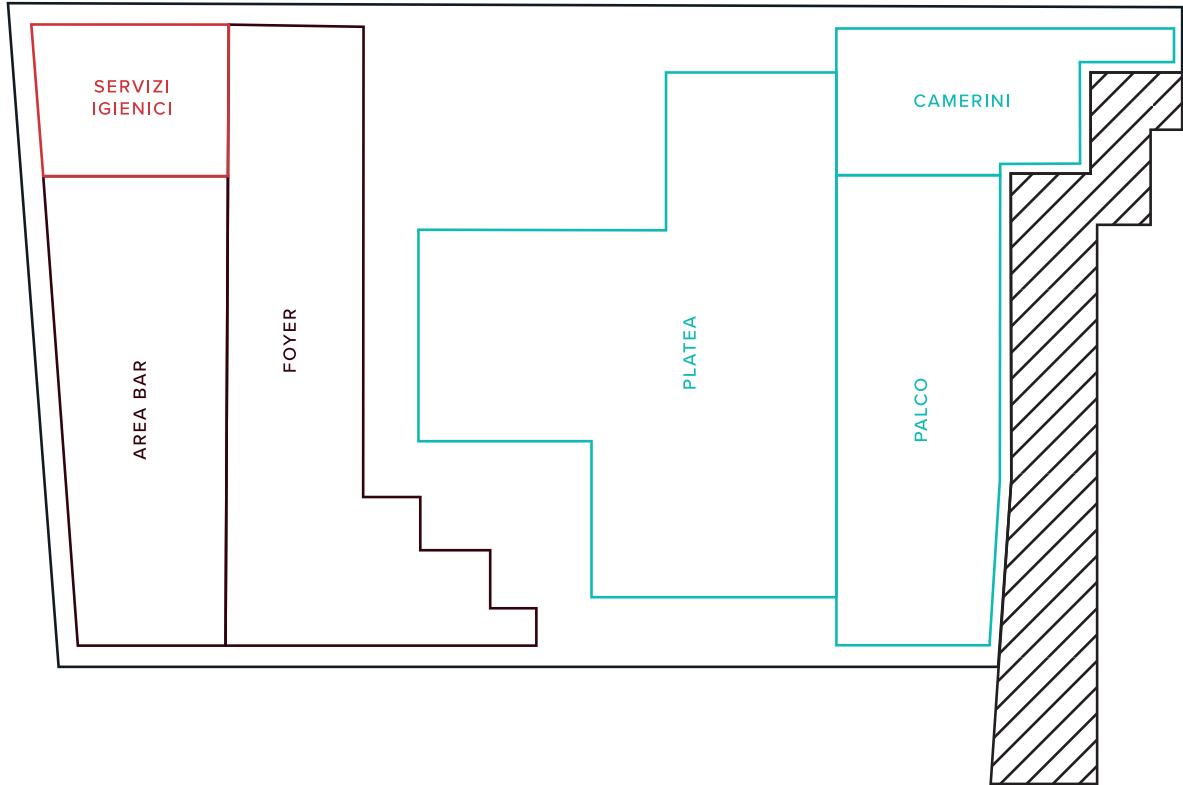 SERVIZI
IGIENICI
CAMERINI
FOYER
PLATEA
AREA BAR
PALCO